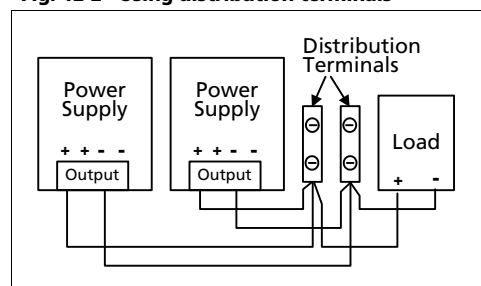 Fig. 12-2 Using distribution terminals
Distribution
Terminals
Power
Supply
Power
Supply
Load
+ + - -
+ + - -
+ -
Output
Output